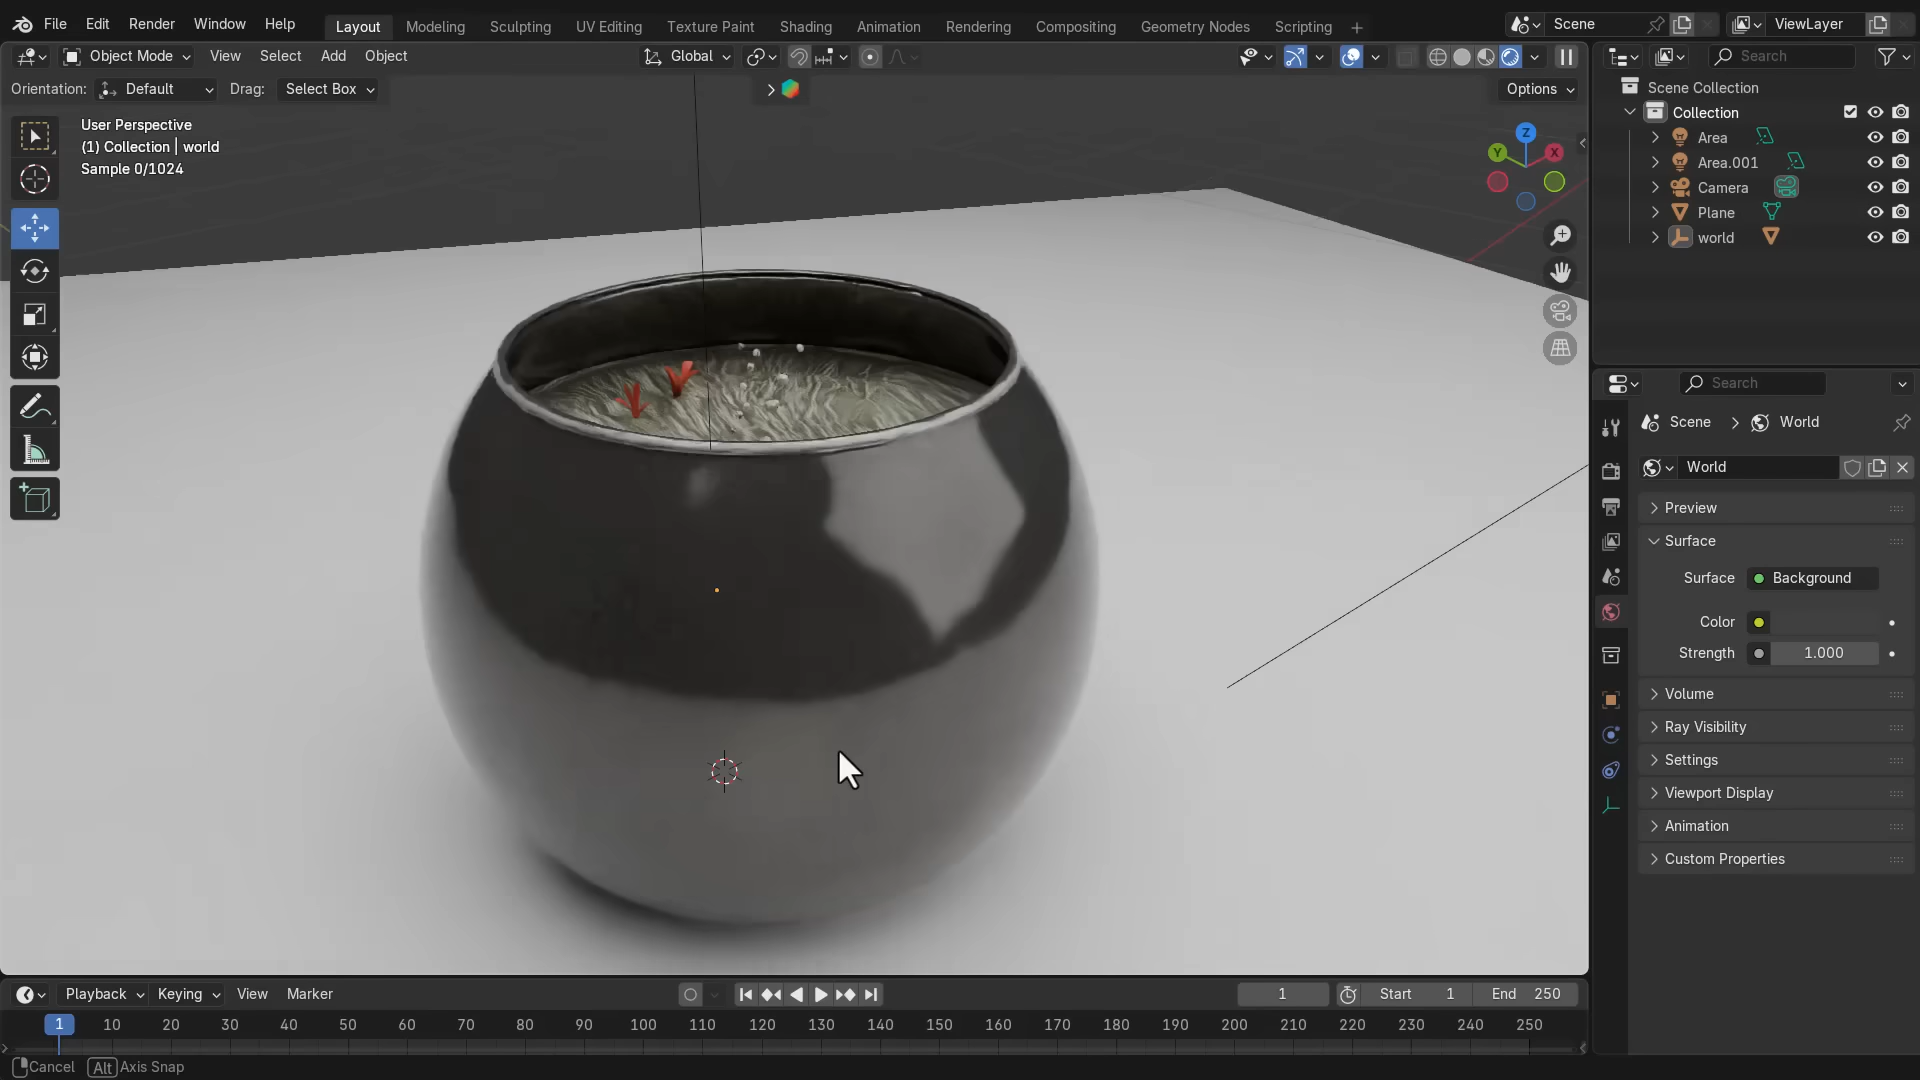 File Edit Render Window Help Layout Modeling Sculpting UV Editing Texture Paint Shading Animation Rendering Compositing Geometry Nodes Scripting Scene ViewLayer
Object Mode View Select Add Object Global Search
Orientation: Default Drag: Select Box Options
User Perspective
(1) Collection | world
Sample 0/1024
Z
Y X
Scene Collection
Collection
Area
Area.001
Camera
Plane
world
Search
Scene World
World
Preview
Surface
Surface Background
Color
Strength 1.000
Volume
Ray Visibility
Settings
Viewport Display
Animation
Custom Properties
Playback Keying View Marker 1 Start 1 End 250
1 10 20 30 40 50 60 70 80 90 100 110 120 130 140 150 160 170 180 190 200 210 220 230 240 250
Cancel Alt Axis Snap